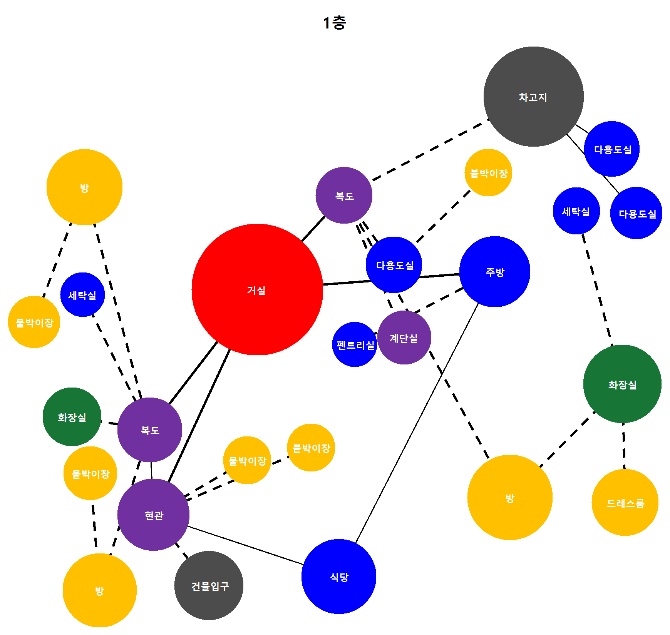 1층
차고지
다용도실
붙박이장
방
복도
세탁실
다용도실
다용도실
주방
거실
세탁실
붙박이장
계단실
펜트리실
화장실
화장실
복도
붙박이장
붙박이장
붙박이장
방
드레스룸
현관
식당
건물입구
방